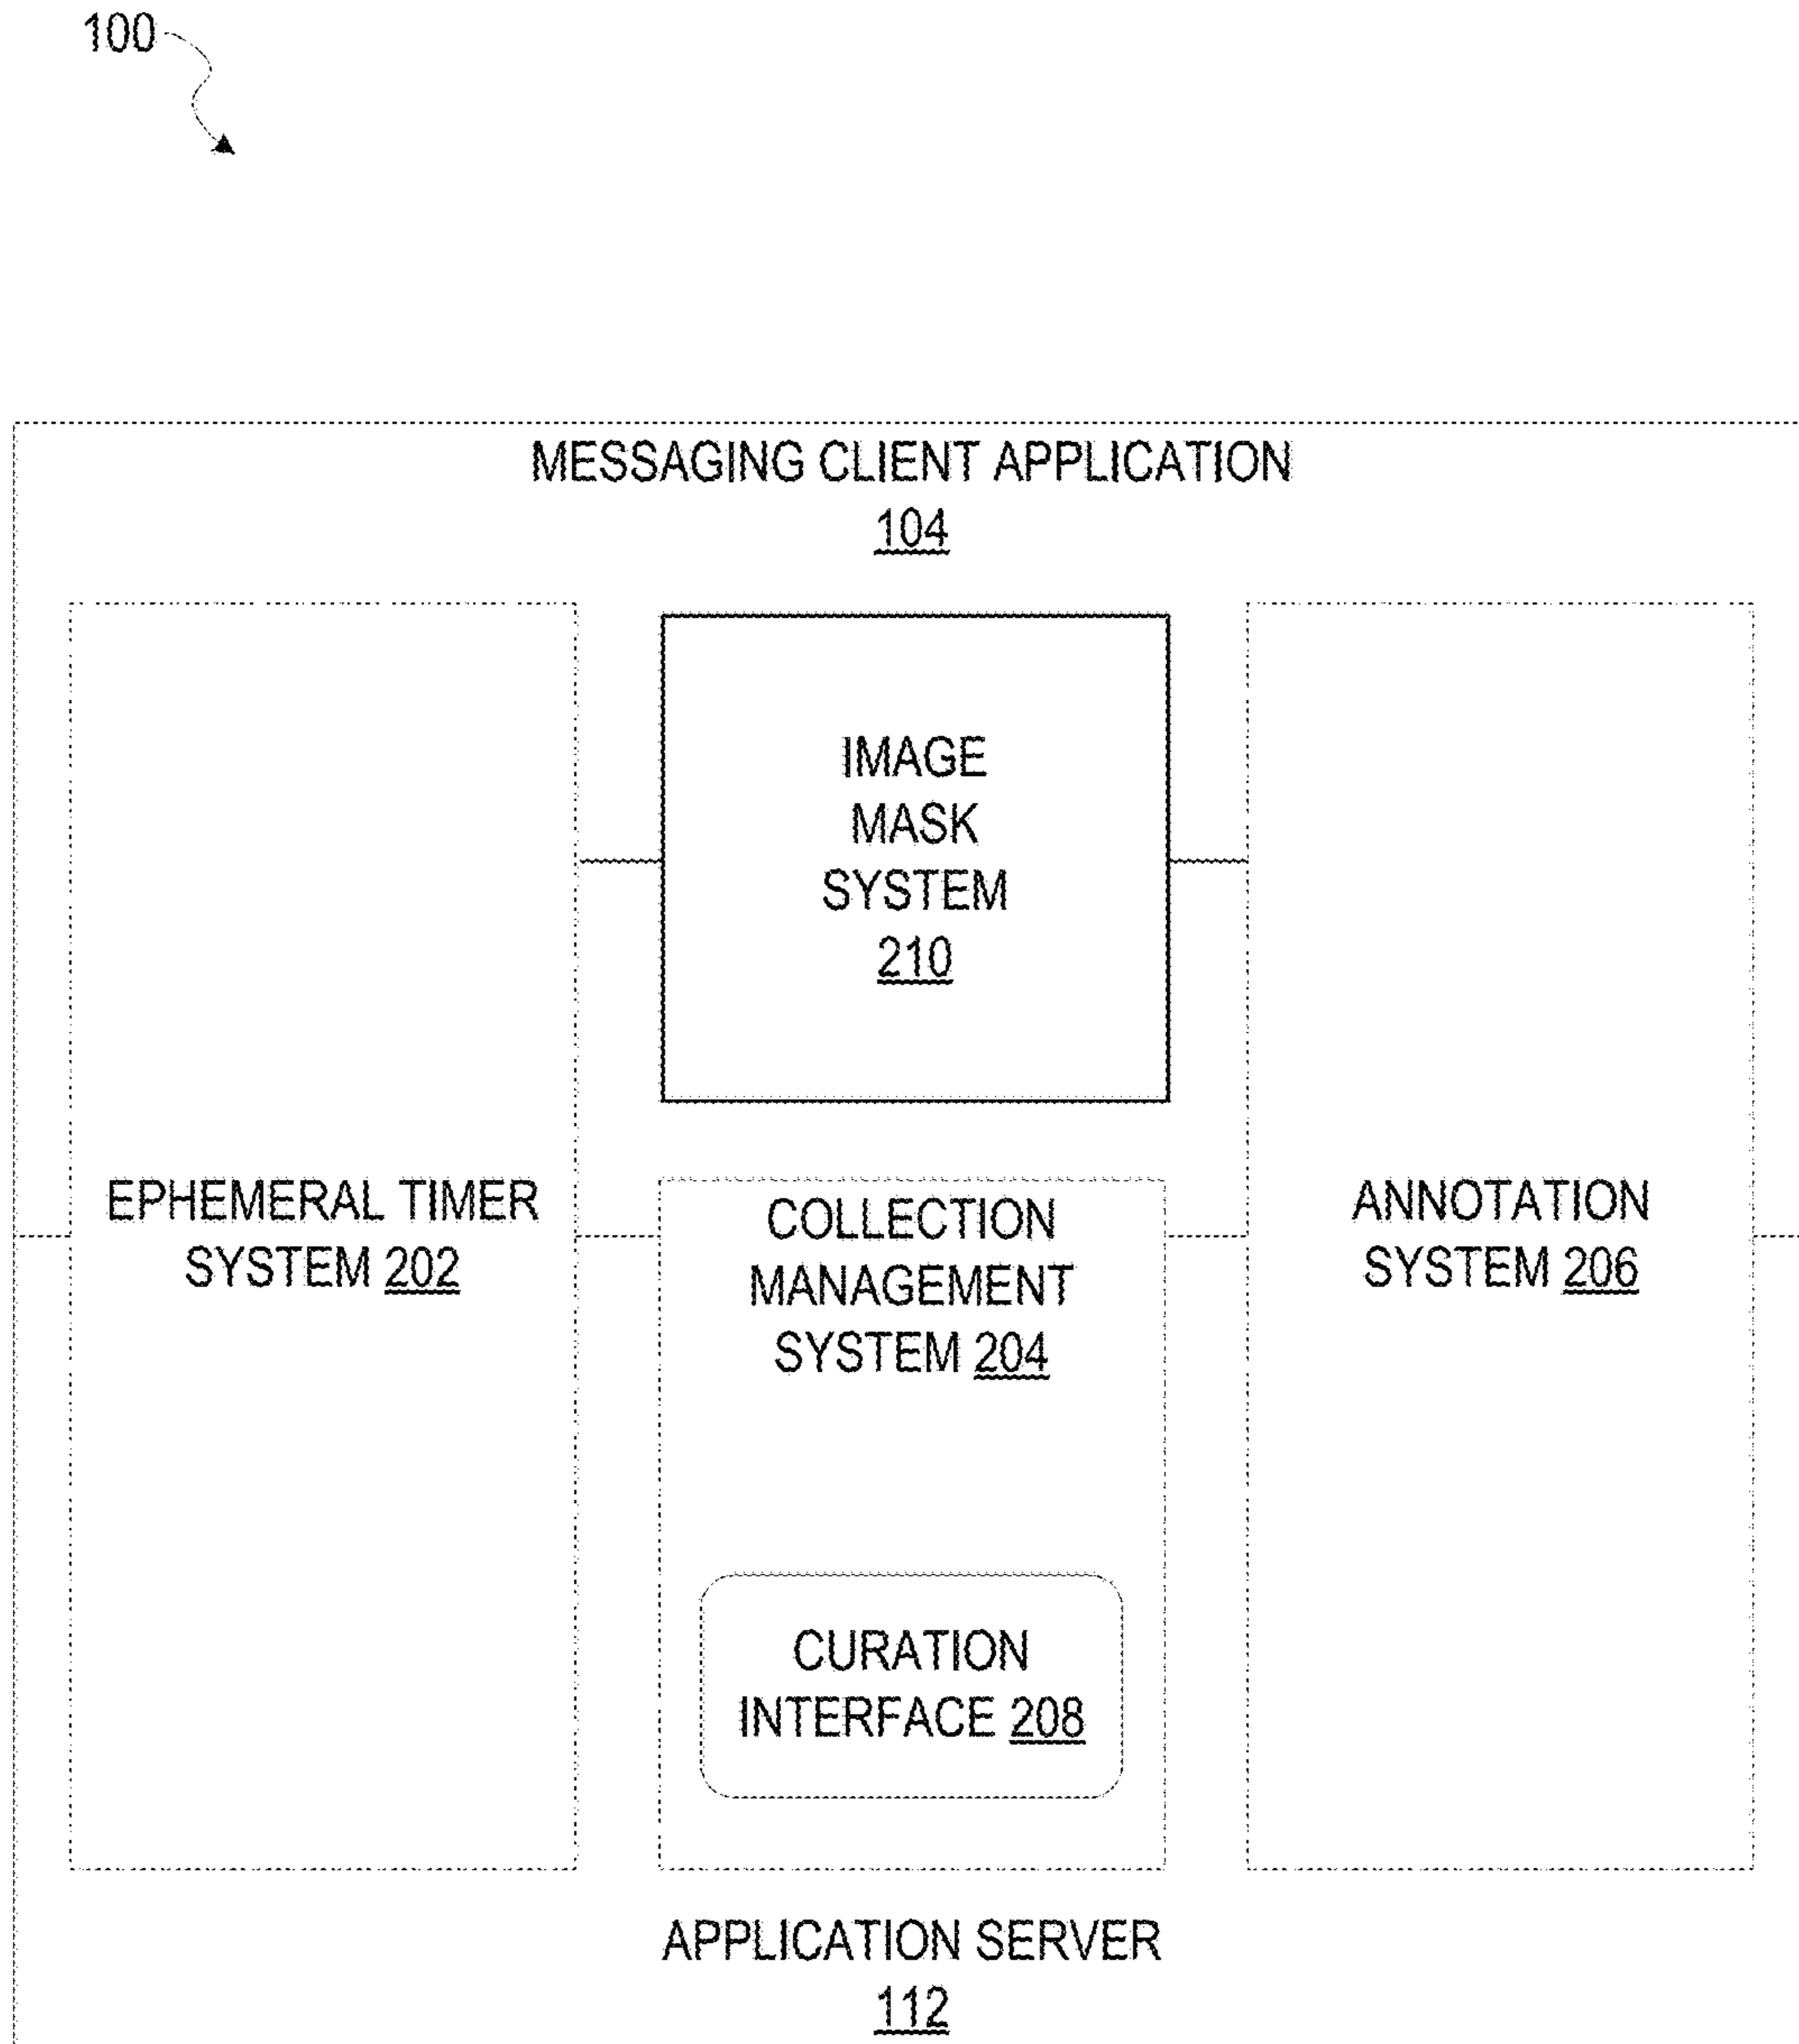 100
MESSAGING CLIENT APPLICATION
104
IMAGE
MASK
SYSTEM
210
EPHEMERAL TIMER
SYSTEM 202
COLLECTION
MANAGEMENT
SYSTEM 204
ANNOTATION
SYSTEM 206
CURATION
INTERFACE 208
APPLICATION SERVER
112